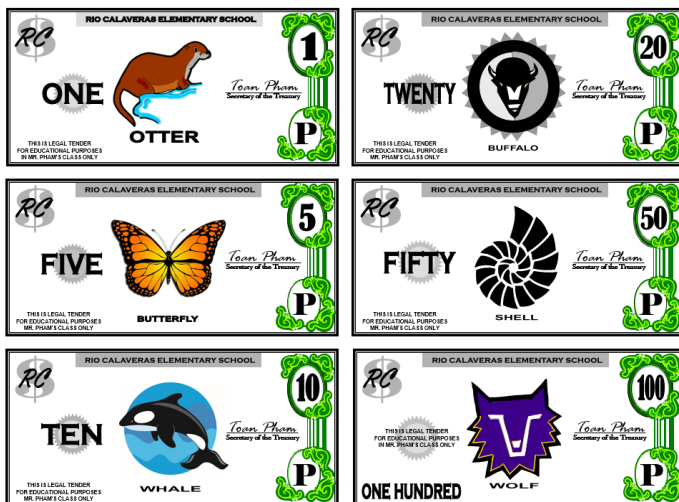 RIO CALAVERAS ELEMENTARY SCHOOL
RC $
1
ONE
OTTER
Toan Pham
Secretary of the Treasury
THIS IS LEGAL TENDER
FOR EDUCATIONAL PURPOSES
IN MR. PHAM'S CLASS ONLY
P
RIO CALAVERAS ELEMENTARY SCHOOL
RC $
20
TWENTY
BUFFALO
Toan Pham
Secretary of the Treasury
THIS IS LEGAL TENDER
FOR EDUCATIONAL PURPOSES
IN MR. PHAM'S CLASS ONLY
P
RIO CALAVERAS ELEMENTARY SCHOOL
RC $
5
FIVE
BUTTERFLY
Toan Pham
Secretary of the Treasury
THIS IS LEGAL TENDER
FOR EDUCATIONAL PURPOSES
MR. PHAM'S CLASS ONLY
P
RIO CALAVERAS ELEMENTARY SCHOOL
RC $
50
FIFTY
SHELL
Toan Pham
Secretary of the Treasury
THIS IS LEGAL TENDER
FOR EDUCATIONAL PURPOSES
MR. PHAM'S CLASS ONLY
P
RIO CALAVERAS ELEMENTARY SCHOOL
RC $
10
TEN
WHALE
Toan Pham
Secretary of the Treasury
THIS IS LEGAL TENDER
FOR EDUCATIONAL PURPOSES
MR. PHAM'S CLASS ONLY
P
RIO CALAVERAS ELEMENTARY SCHOOL
RC $
100
THIS IS LEGAL TENDER
FOR EDUCATIONAL PURPOSES
MR. PHAM'S CLASS ONLY
Toan Pham
Secretary of the Treasury
ONE HUNDRED
WOLF
P